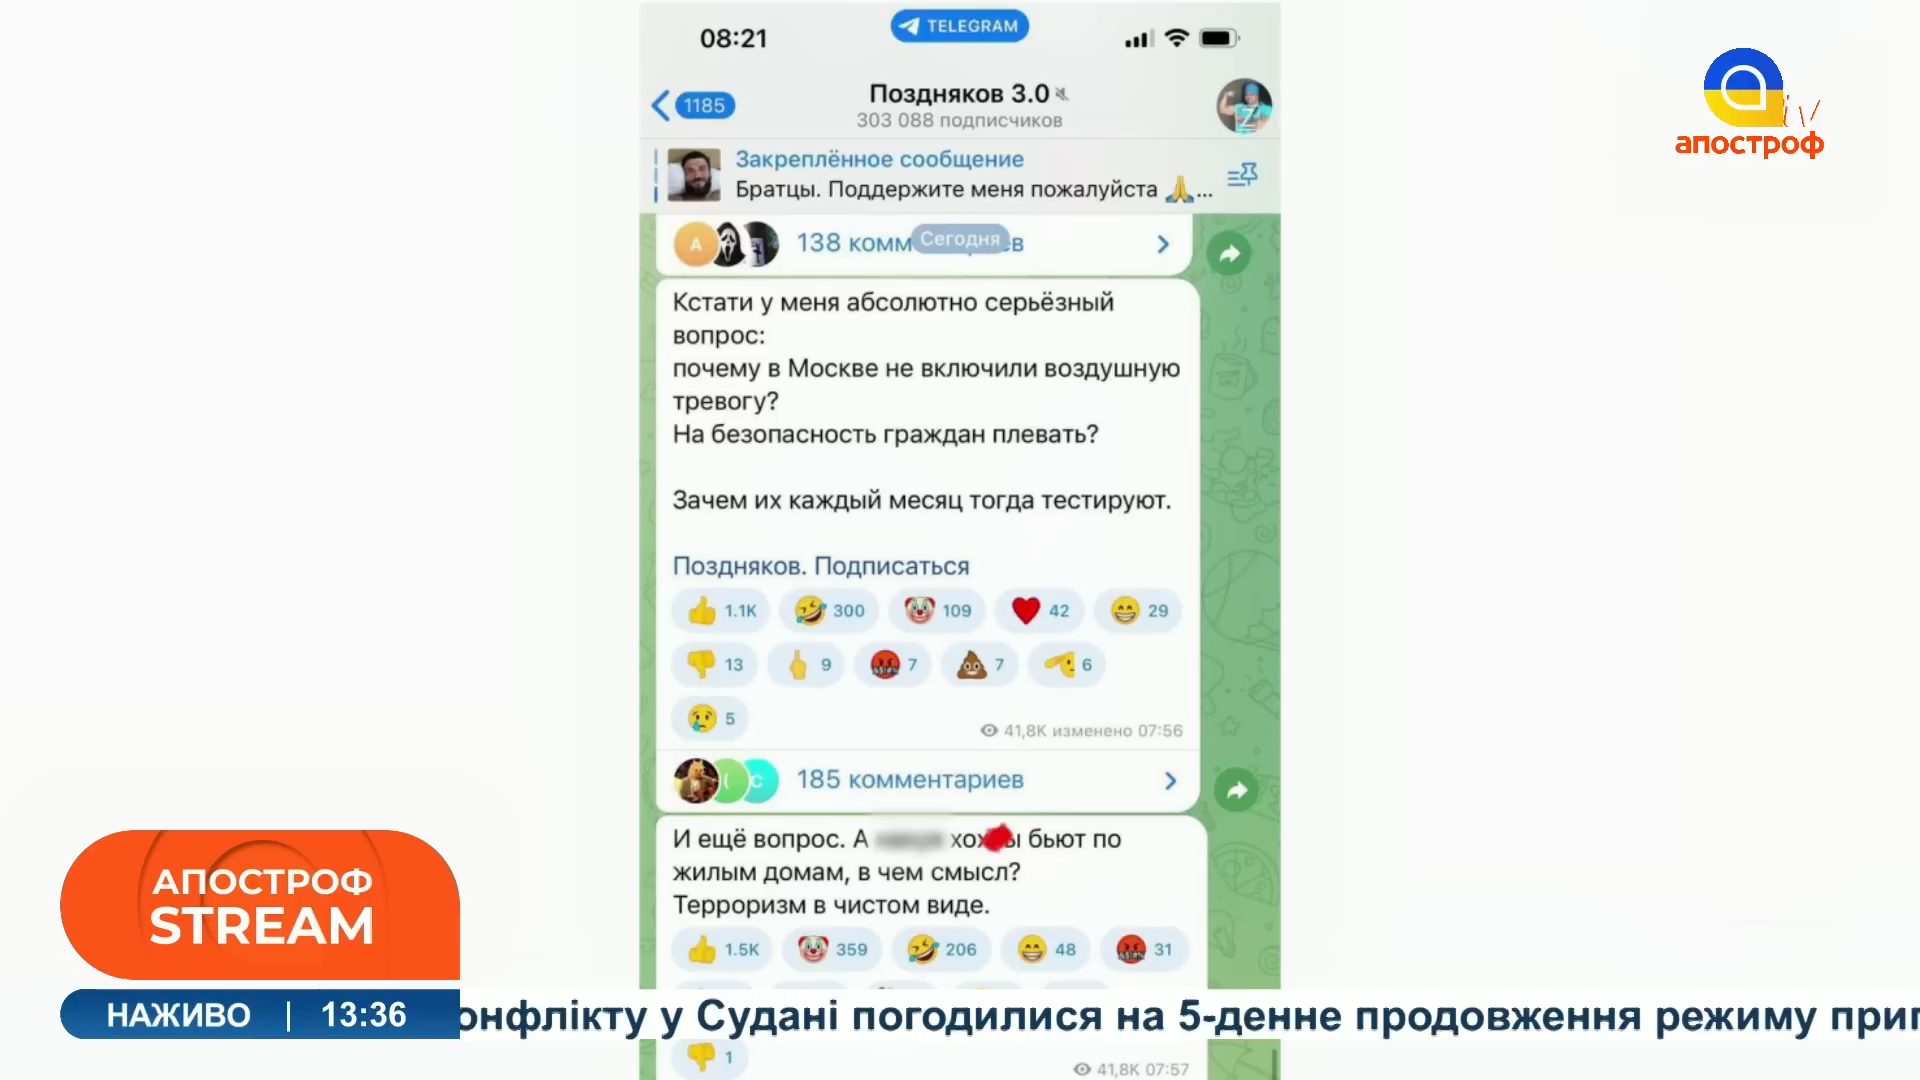 08:21
TELEGRAM
1185
Поздняков 3.0
303 088 подписчиков
Закреплённое сообщение
Братцы. Поддержите меня пожалуйста 🙏...
A
138 комм
Сегодня
в
Кстати у меня абсолютно серьёзный
вопрос:
почему в Москве не включили воздушную
тревогу?
На безопасность граждан плевать?
Зачем их каждый месяц тогда тестируют.
Поздняков. Подписаться
👍 1.1K 🤣 300 🤡 109 ❤️ 42 😁 29
👎 13 🖕 9 🤬 7 💩 7 🫡 6
😢 5
41,8K изменено 07:56
( C
185 комментариев
И ещё вопрос. А хохы бьют по
жилым домам, в чем смысл?
Терроризм в чистом виде.
👍 1.5K 🤡 359 🤣 206 😁 48 🤬 31
👎 1
41,8K 07:57
tv
апостроф
АПОСТРОФ
STREAM
НАЖИВО | 13:36
онфлікту у Судані погодилися на 5-денне продовження режиму прип